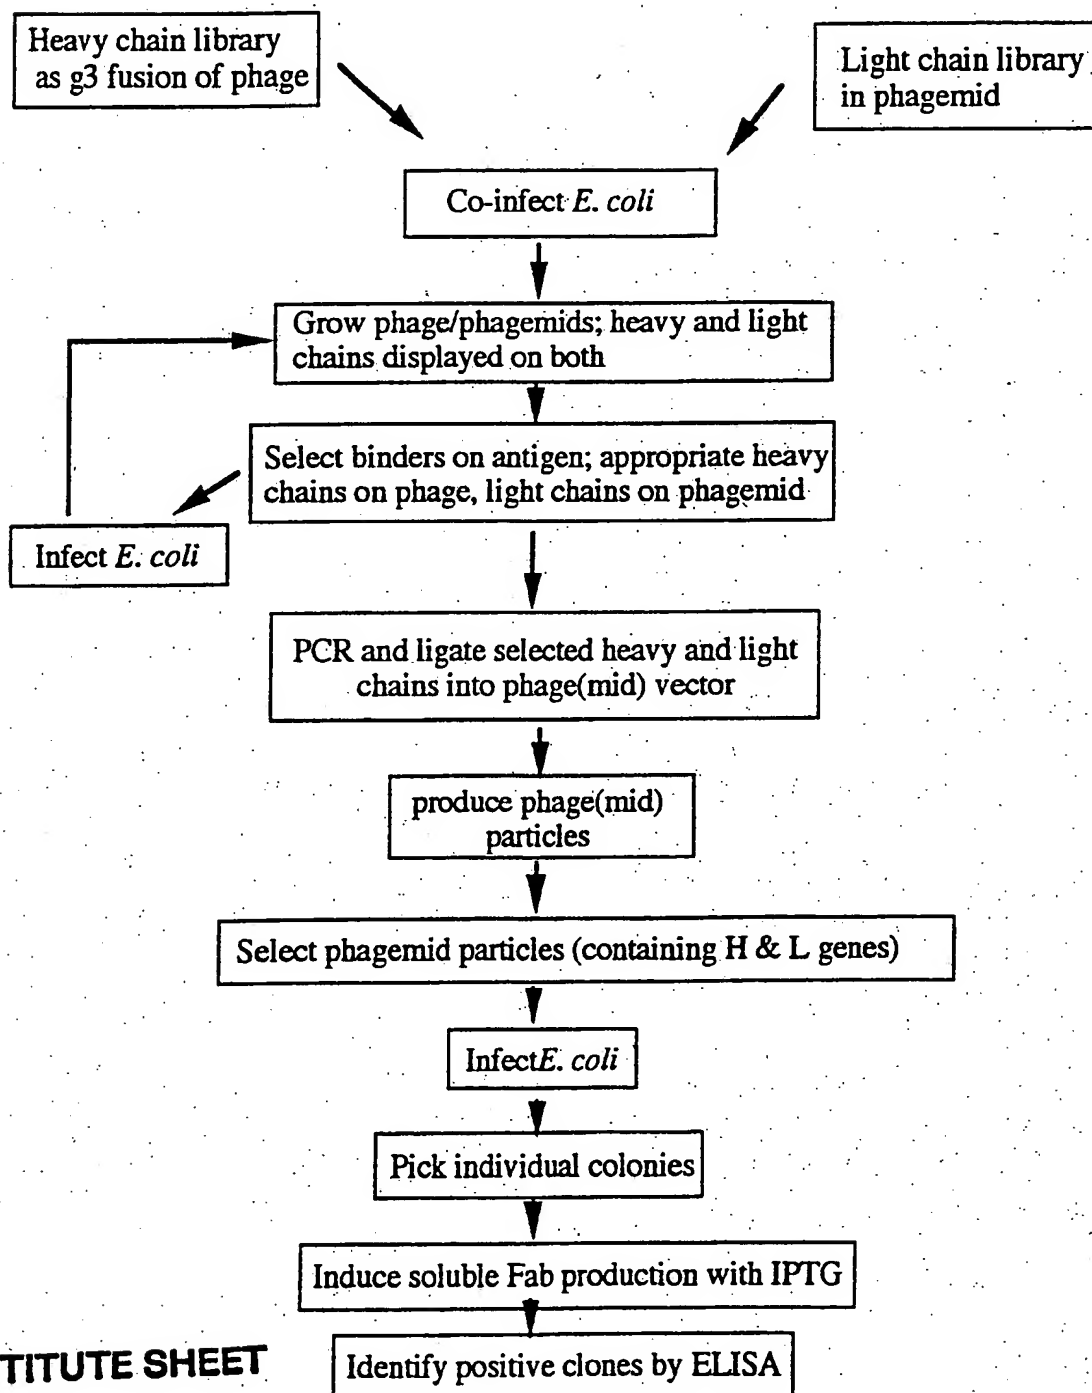 Heavy chain library
as g3 fusion of phage
Light chain library
in phagemid
Co-infect E. coli
Grow phage/phagemids; heavy and light
chains displayed on both
Select binders on antigen; appropriate heavy
chains on phage, light chains on phagemid
Infect E. coli
PCR and ligate selected heavy and light
chains into phage(mid) vector
produce phage(mid)
particles
Select phagemid particles (containing H & L genes)
InfectE. coli
Pick individual colonies
Induce soluble Fab production with IPTG
Identify positive clones by ELISA
TITUTE SHEET